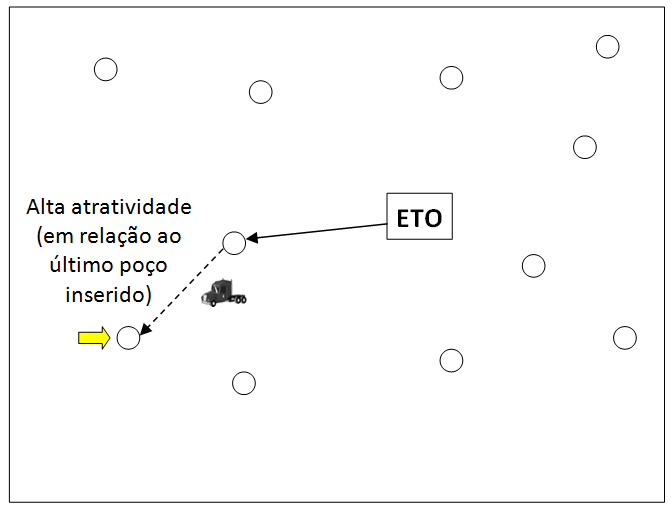 Alta atratividade
(em relação ao
último poço
inserido)
ETO